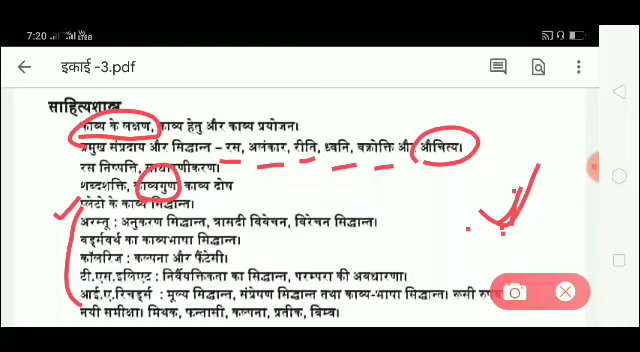 7:20
इकाई -3.pdf
साहित्यशास्त्र
काव्य के लक्षण, काव्य हेतु और काव्य प्रयोजन।
प्रमुख संप्रदाय और सिद्धान्त – रस, अलंकार, रीति, ध्वनि, वक्रोक्ति और औचित्य।
रस निष्पत्ति, साधारणीकरण।
शब्दशक्ति, काव्यगुण, काव्य दोष
प्लेटो के काव्य सिद्धान्त।
अरस्तू : अनुकरण सिद्धान्त, त्रासदी विवेचन, विरेचन सिद्धान्त।
वर्ड्सवर्थ का काव्यभाषा सिद्धान्त।
कॉलरिज : कल्पना और फैंटेसी।
टी.एस.इलिएट : निर्वैयक्तिकता का सिद्धान्त, परम्परा की अवधारणा।
आई.ए.रिचर्ड्स : मूल्य सिद्धान्त, संप्रेषण सिद्धान्त तथा काव्य-भाषा सिद्धान्त। रूसी
नयी समीक्षा। मिथक, फन्तासी, कल्पना, प्रतीक, बिम्ब।